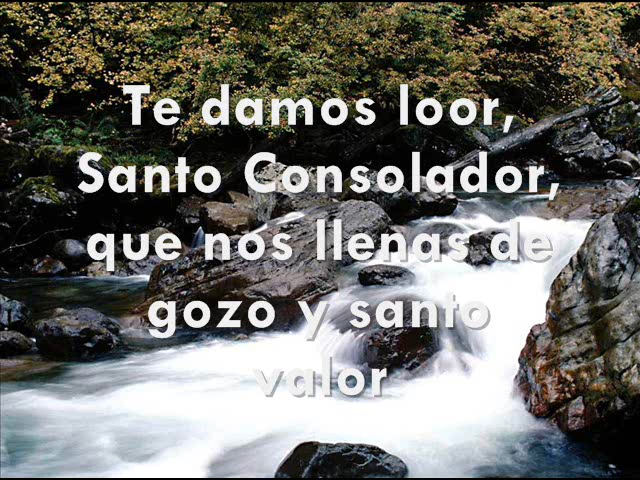 Te damos loor,
Santo Consolador,
que nos llenas de
gozo y santo
valor